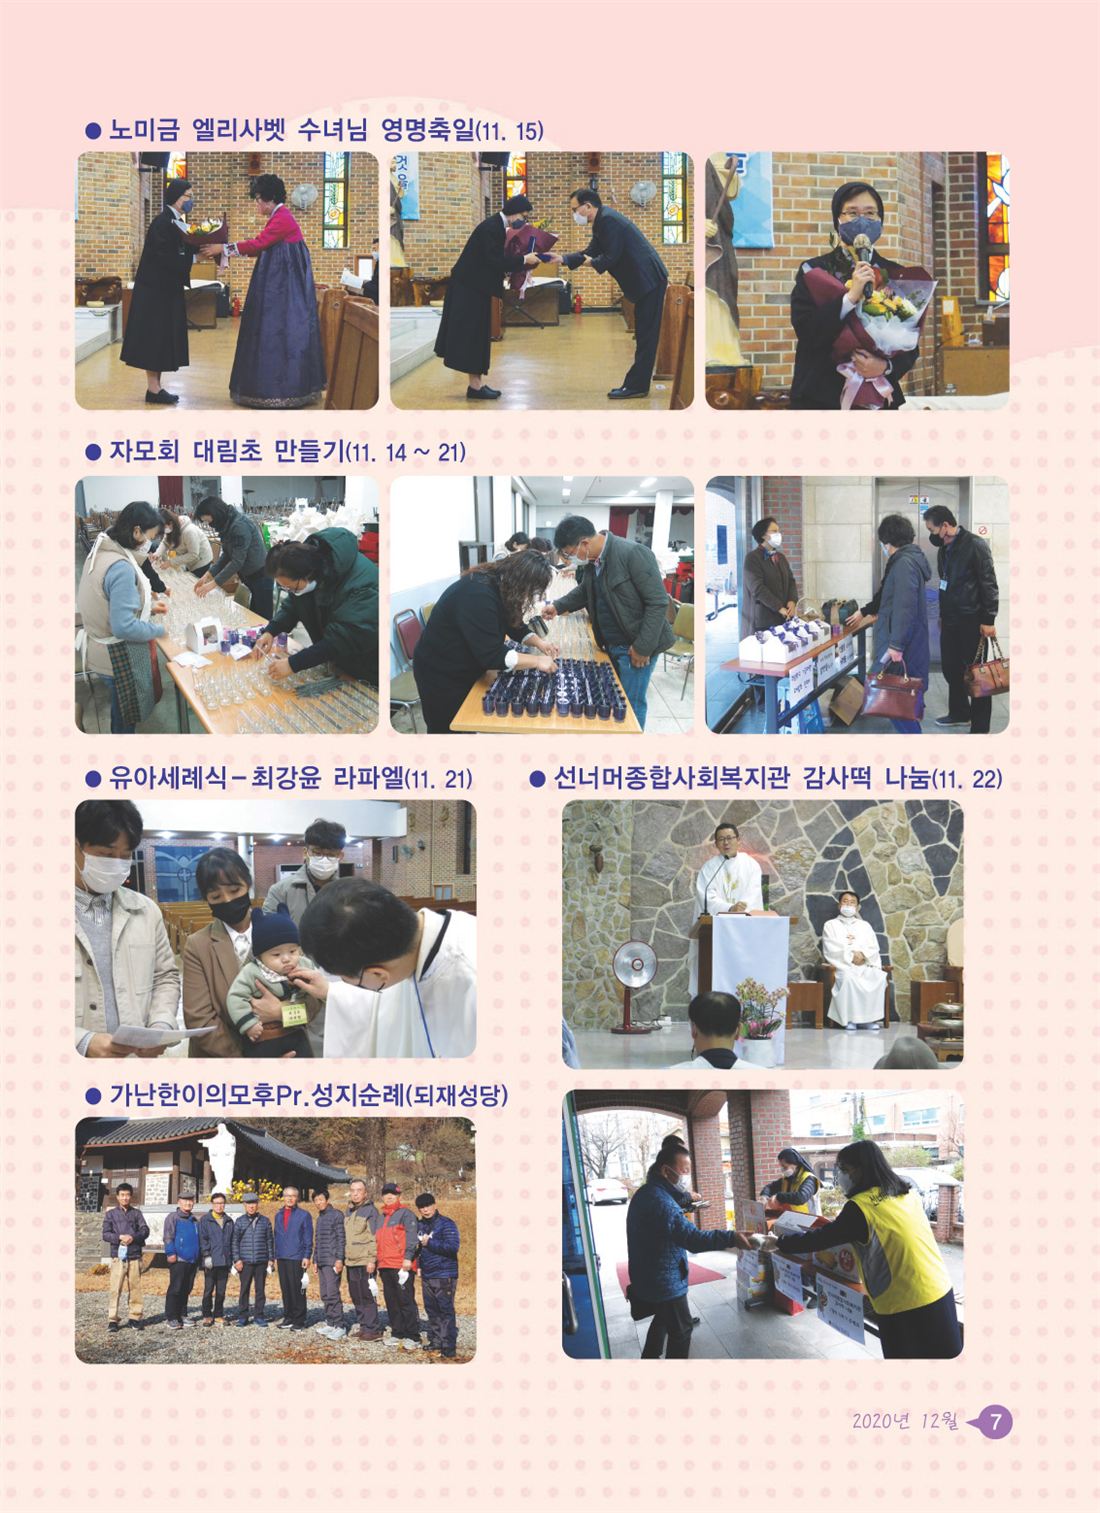 ● 노미금 엘리사벳 수녀님 영명축일(11. 15)
● 자모회 대림초 만들기(11. 14 ~ 21)
● 유아세례식 - 최강윤 라파엘(11. 21)
● 선너머종합사회복지관 감사떡 나눔(11. 22)
● 가난한이의모후Pr.성지순례(되재성당)
2020년 12월 7